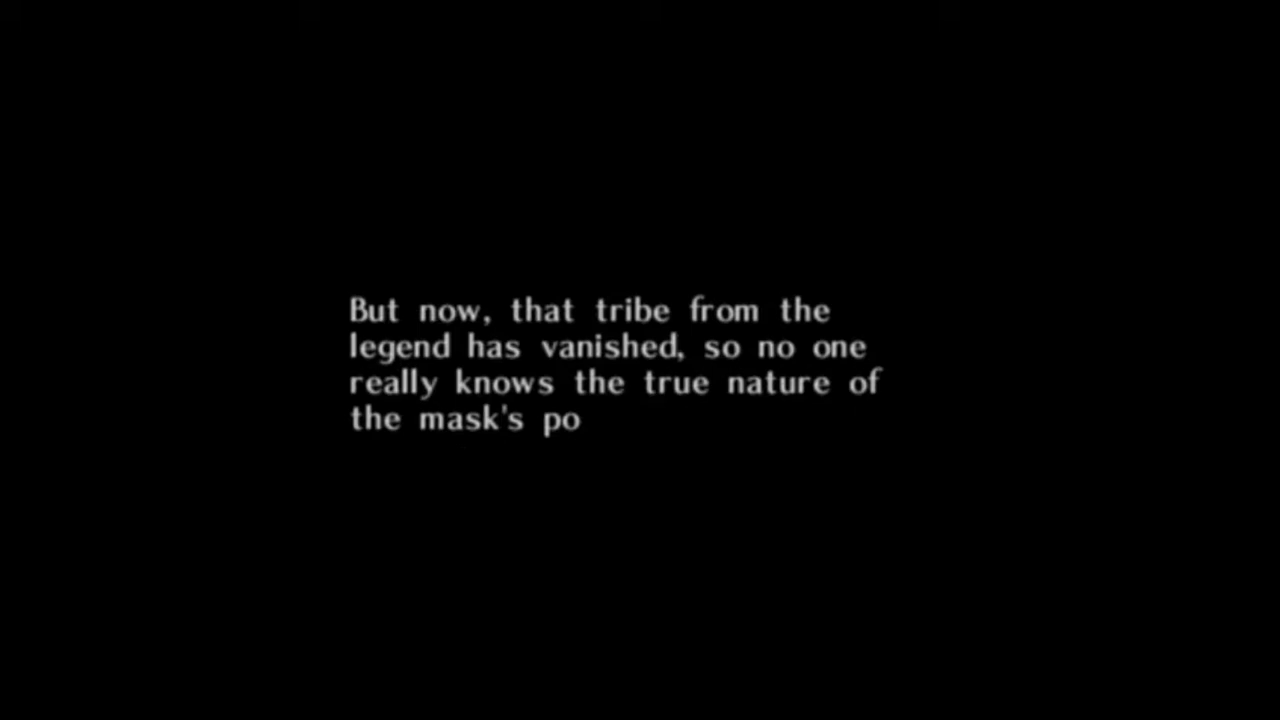 But now, that tribe from the
legend has vanished, so no one
really knows the true nature of
the mask's po